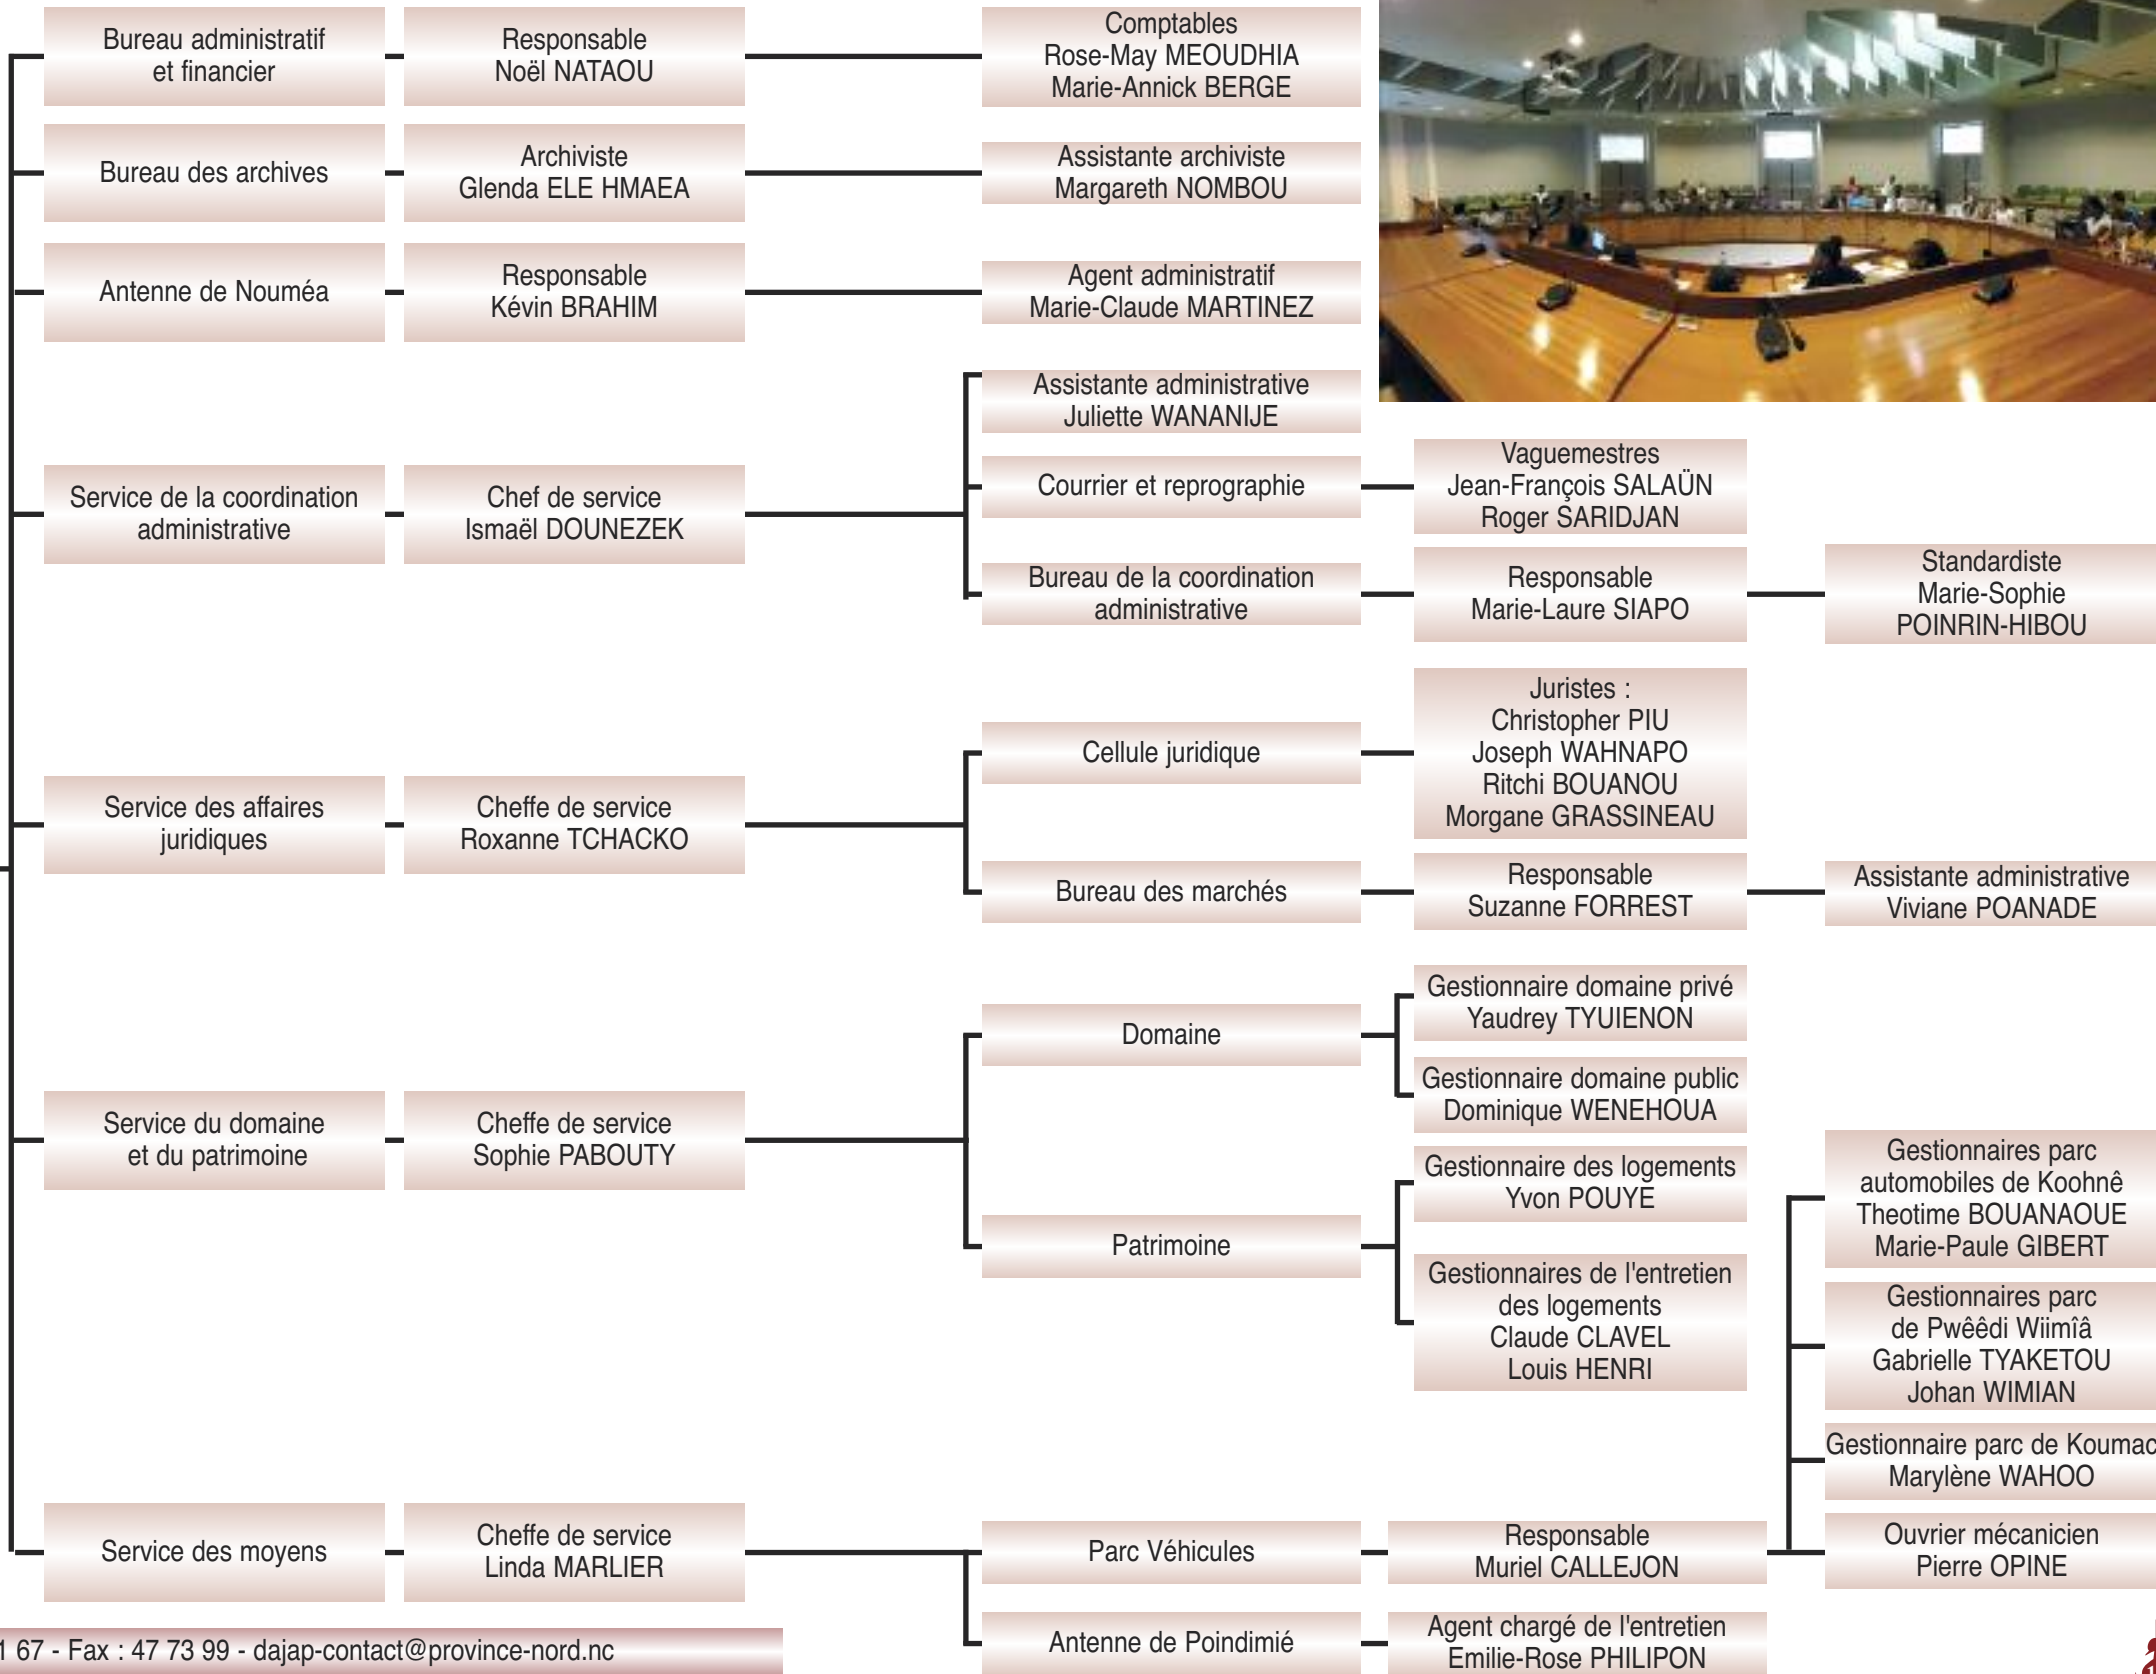 Bureau administratif
et financier
Responsable
Noël NATAOU
Comptables
Rose-May MEOUDHIA
Marie-Annick BERGE
Bureau des archives
Archiviste
Glenda ELE HMAEA
Assistante archiviste
Margareth NOMBOU
Antenne de Nouméa
Responsable
Kévin BRAHIM
Agent administratif
Marie-Claude MARTINEZ
Service de la coordination
administrative
Chef de service
Ismaël DOUNEZEK
Assistante administrative
Juliette WANANIJE
Courrier et reprographie
Vaguemestres
Jean-François SALAÜN
Roger SARIDJAN
Bureau de la coordination
administrative
Responsable
Marie-Laure SIAPO
Standardiste
Marie-Sophie
POINRIN-HIBOU
Service des affaires
juridiques
Cheffe de service
Roxanne TCHACKO
Cellule juridique
Juristes :
Christopher PIU
Joseph WAHNAPO
Ritchi BOUANOU
Morgane GRASSINEAU
Bureau des marchés
Responsable
Suzanne FORREST
Assistante administrative
Viviane POANADE
Service du domaine
et du patrimoine
Cheffe de service
Sophie PABOUTY
Domaine
Gestionnaire domaine privé
Yaudrey TYUIENON
Gestionnaire domaine public
Dominique WENEHOUA
Patrimoine
Gestionnaire des logements
Yvon POUYE
Gestionnaires de l'entretien
des logements
Claude CLAVEL
Louis HENRI
Service des moyens
Cheffe de service
Linda MARLIER
Parc Véhicules
Responsable
Muriel CALLEJON
Gestionnaires parc
automobiles de Koohnê
Theotime BOUANAOUE
Marie-Paule GIBERT
Gestionnaires parc
de Pwêêdi Wiimîâ
Gabrielle TYAKETOU
Johan WIMIAN
Gestionnaire parc de Koumac
Marylène WAHOO
Ouvrier mécanicien
Pierre OPINE
Antenne de Poindimié
Agent chargé de l'entretien
Emilie-Rose PHILIPON
1 67 - Fax : 47 73 99 - dajap-contact@province-nord.nc